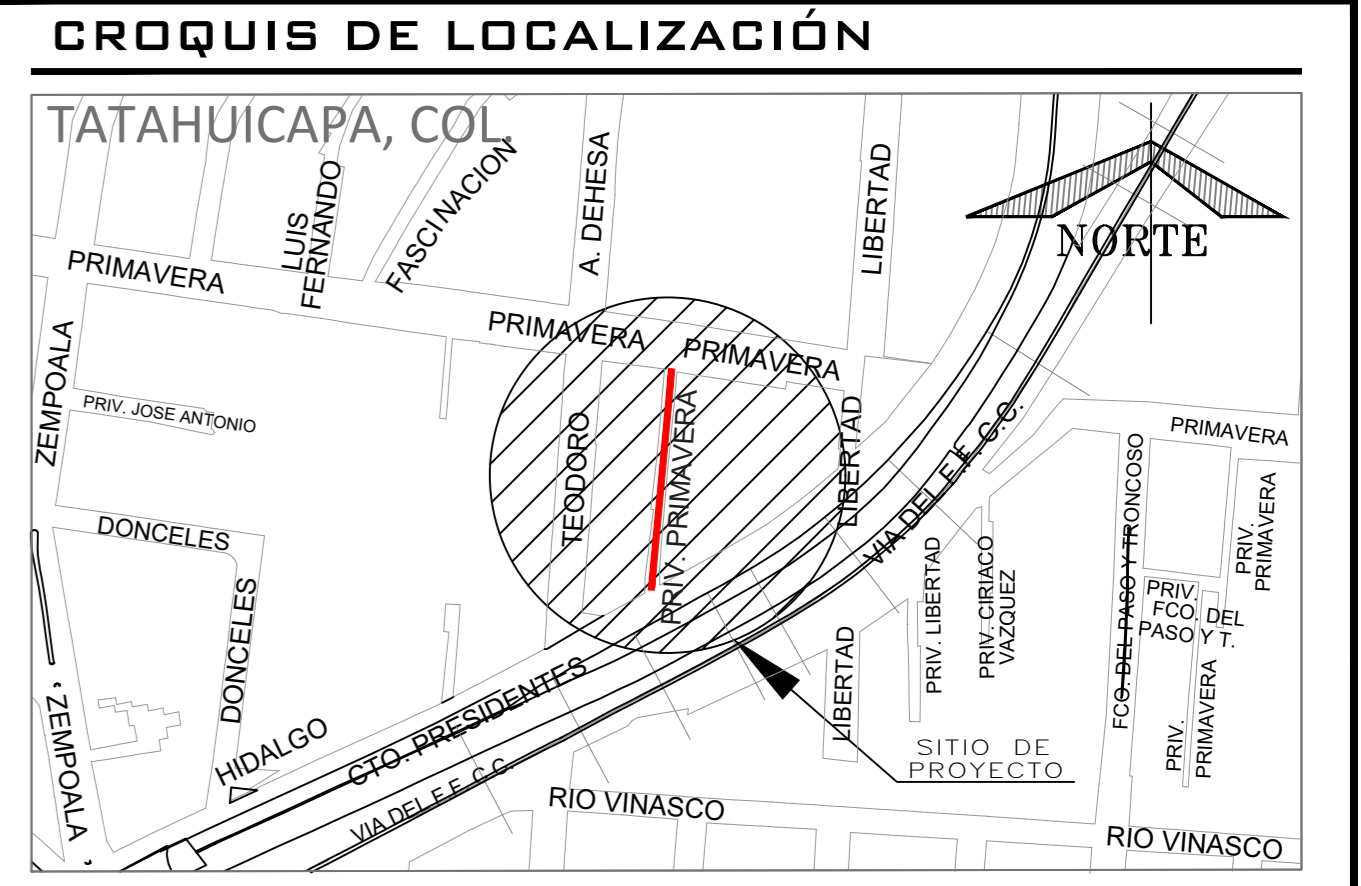 CROQUIS DE LOCALIZACIÓN
TATAHUICAPA, COL.
LUIS
FERNANDO
FASCINACION
A. DEHESA
LIBERTAD
NORTE
PRIMAVERA
PRIMAVERA
PRIMAVERA
ZEMPOALA
PRIV. JOSE ANTONIO
TEODORO
PRIV. PRIMAVERA
LIBERTAD
VIA DEL F.F.C.C.
PRIMAVERA
DONCELES
DONCELES
PRIV. LIBERTAD
PRIV. CIRIACO
VAZQUEZ
FCO. DEL PASO Y TRONCOSO
PRIV.
PRIMAVERA
PRIV.
FCO. DEL
PASO Y T.
LIBERTAD
PRIV.
PRIMAVERA
ZEMPOALA
HIDALGO
CTO. PRESIDENTES
VIA DEL F.F. C.C.
SITIO DE
PROYECTO
RIO VINASCO
RIO VINASCO